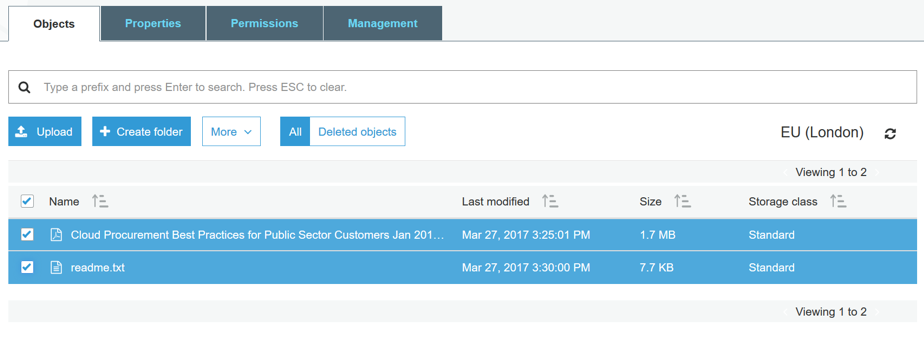 Objects Properties Permissions Management
Type a prefix and press Enter to search. Press ESC to clear.
Upload Create folder More All Deleted objects EU (London)
Viewing 1 to 2
Name Last modified Size Storage class
Cloud Procurement Best Practices for Public Sector Customers Jan 201… Mar 27, 2017 3:25:01 PM 1.7 MB Standard
readme.txt Mar 27, 2017 3:30:00 PM 7.7 KB Standard
Viewing 1 to 2